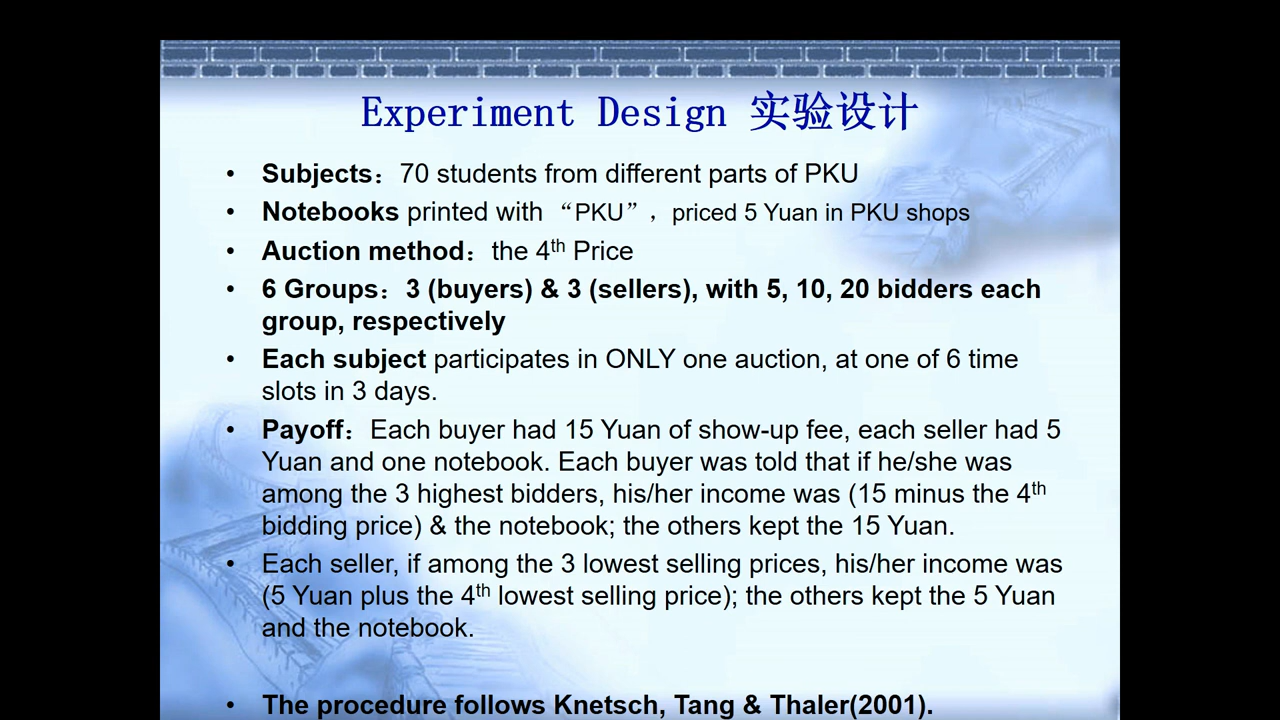 Experiment Design 实验设计
• Subjects：70 students from different parts of PKU
• Notebooks printed with “PKU”，priced 5 Yuan in PKU shops
• Auction method：the 4th Price
• 6 Groups：3 (buyers) & 3 (sellers), with 5, 10, 20 bidders each
group, respectively
• Each subject participates in ONLY one auction, at one of 6 time
slots in 3 days.
• Payoff：Each buyer had 15 Yuan of show-up fee, each seller had 5
Yuan and one notebook. Each buyer was told that if he/she was
among the 3 highest bidders, his/her income was (15 minus the 4th
bidding price) & the notebook; the others kept the 15 Yuan.
• Each seller, if among the 3 lowest selling prices, his/her income was
(5 Yuan plus the 4th lowest selling price); the others kept the 5 Yuan
and the notebook.
• The procedure follows Knetsch, Tang & Thaler(2001).